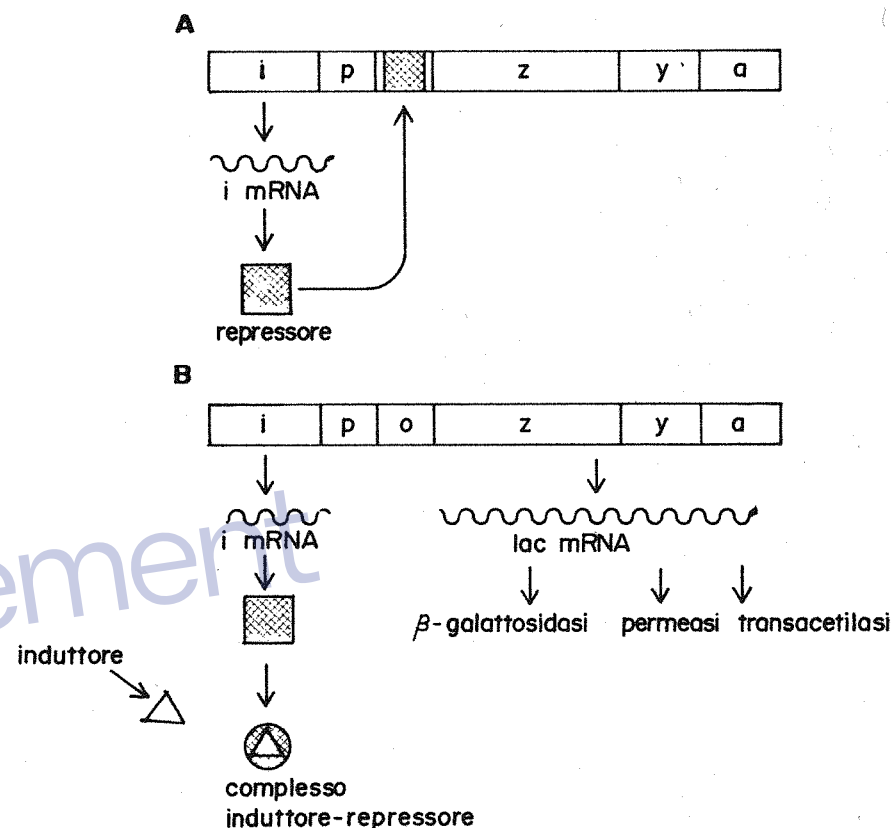 A
i p z y a
i mRNA
repressore
B
i p o z y a
i mRNA
lac mRNA
β-galattosidasi permeasi transacetilasi
induttore
complesso
induttore-repressore
ement